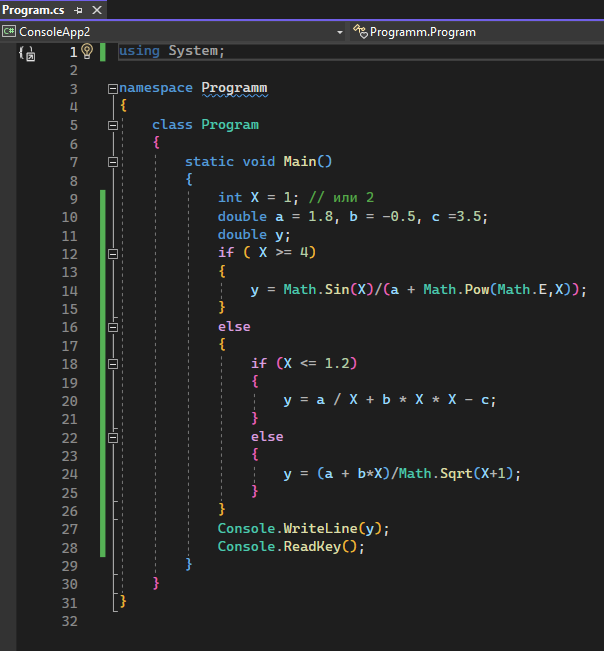 Program.cs
ConsoleApp2 Programm.Program
1 using System;
2
3 namespace Programm
4 {
5 class Program
6 {
7 static void Main()
8 {
9 int X = 1; // или 2
10 double a = 1.8, b = -0.5, c =3.5;
11 double y;
12 if ( X >= 4)
13 {
14 y = Math.Sin(X)/(a + Math.Pow(Math.E,X));
15 }
16 else
17 {
18 if (X <= 1.2)
19 {
20 y = a / X + b * X * X - c;
21 }
22 else
23 {
24 y = (a + b*X)/Math.Sqrt(X+1);
25 }
26 }
27 Console.WriteLine(y);
28 Console.ReadKey();
29 }
30 }
31 }
32